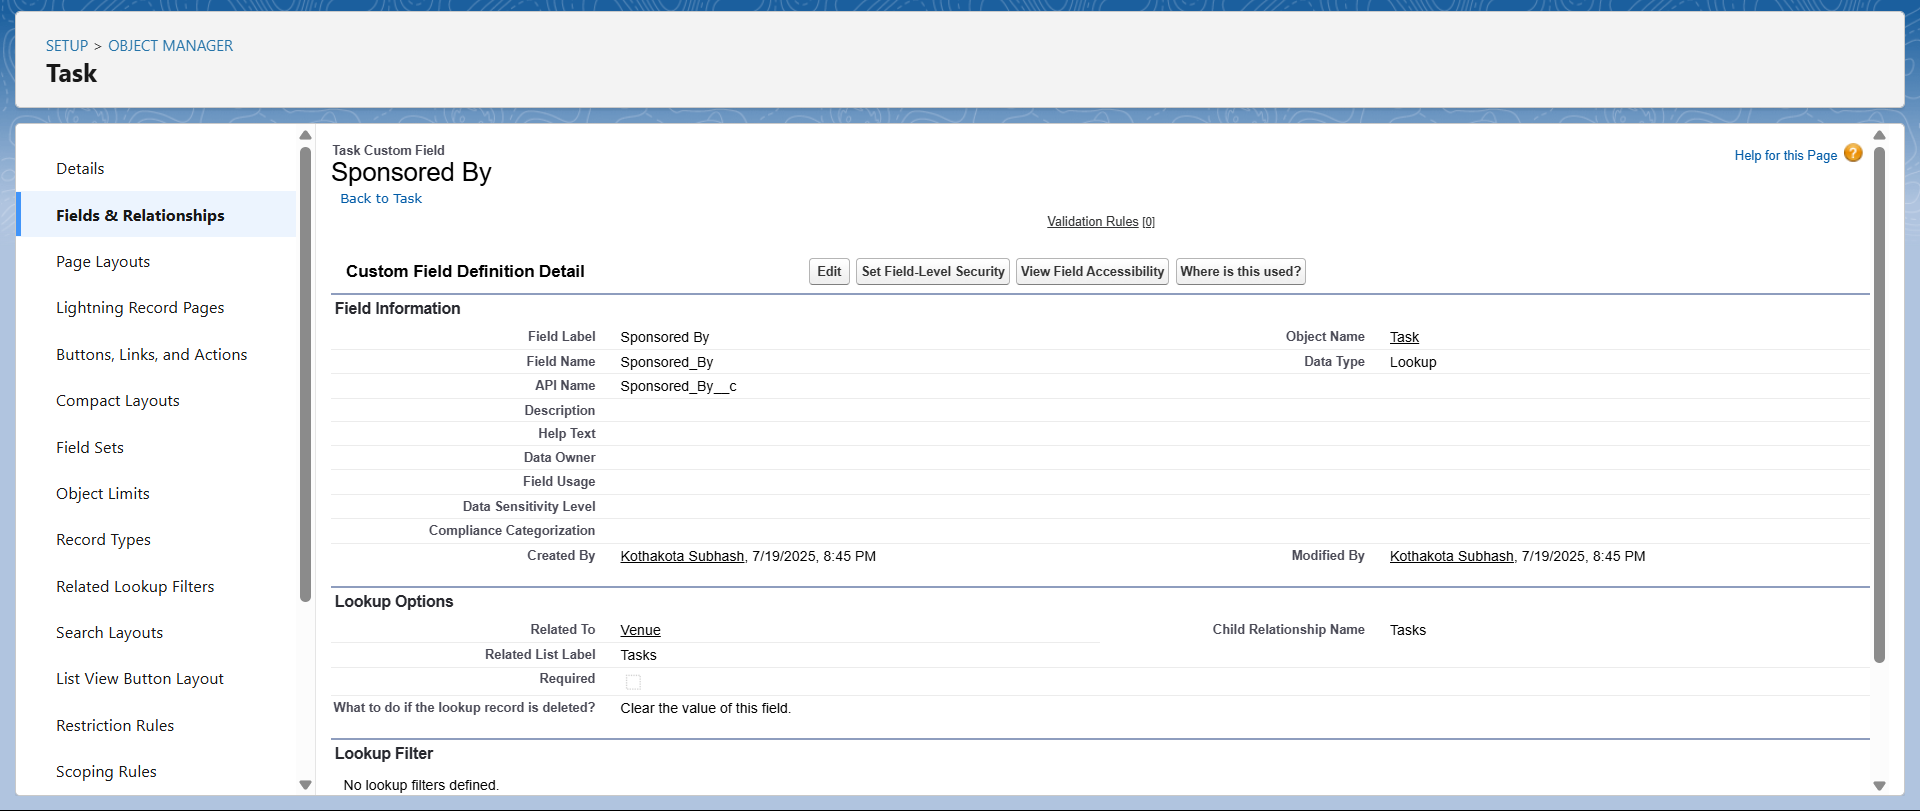 SETUP > OBJECT MANAGER
Task
Details
Fields & Relationships
Page Layouts
Lightning Record Pages
Buttons, Links, and Actions
Compact Layouts
Field Sets
Object Limits
Record Types
Related Lookup Filters
Search Layouts
List View Button Layout
Restriction Rules
Scoping Rules
Task Custom Field
Sponsored By
Back to Task
Help for this Page ?
Validation Rules [0]
Custom Field Definition Detail Edit Set Field-Level Security View Field Accessibility Where is this used?
Field Information
Field Label Sponsored By Object Name Task
Field Name Sponsored_By Data Type Lookup
API Name Sponsored_By__c
Description
Help Text
Data Owner
Field Usage
Data Sensitivity Level
Compliance Categorization
Created By Kothakota Subhash, 7/19/2025, 8:45 PM Modified By Kothakota Subhash, 7/19/2025, 8:45 PM
Lookup Options
Related To Venue Child Relationship Name Tasks
Related List Label Tasks
Required
What to do if the lookup record is deleted? Clear the value of this field.
Lookup Filter
No lookup filters defined.